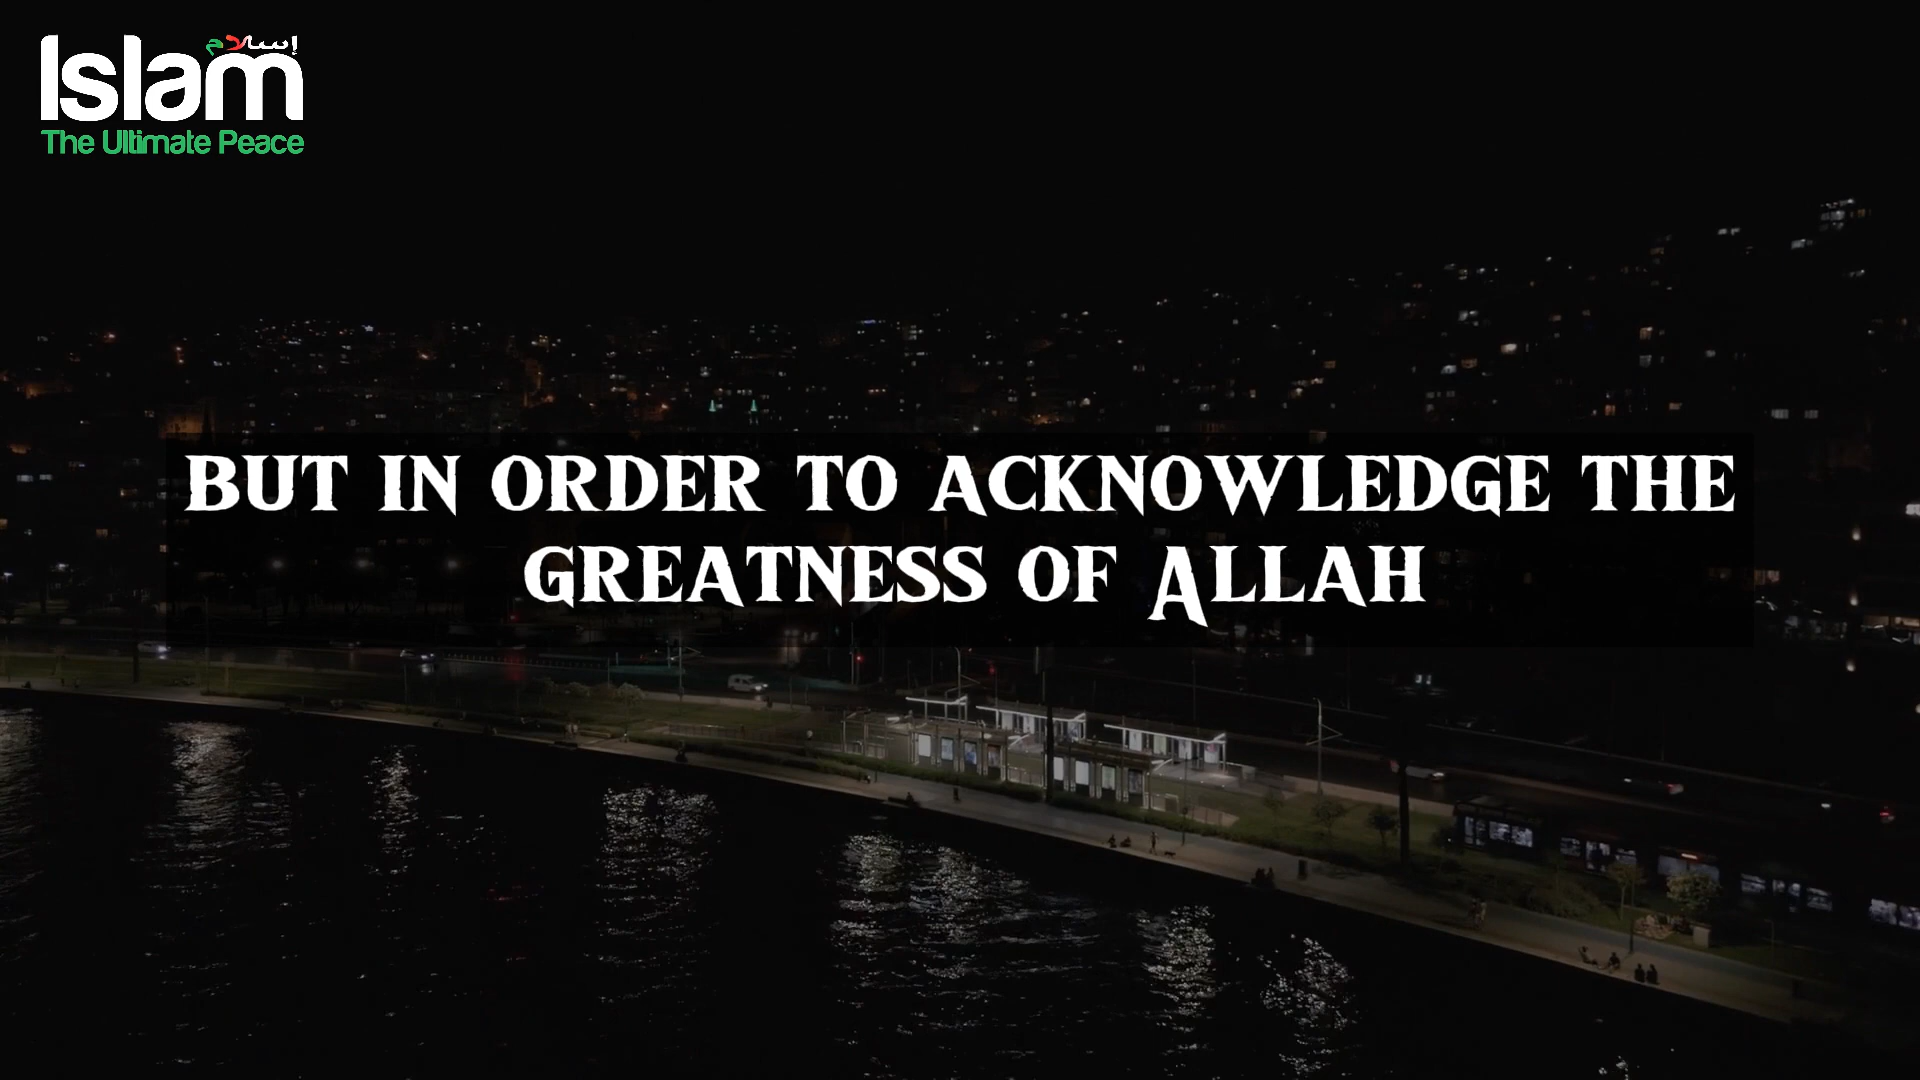 إسلام
Islam
The Ultimate Peace
BUT IN ORDER TO ACKNOWLEDGE THE
GREATNESS OF ALLAH